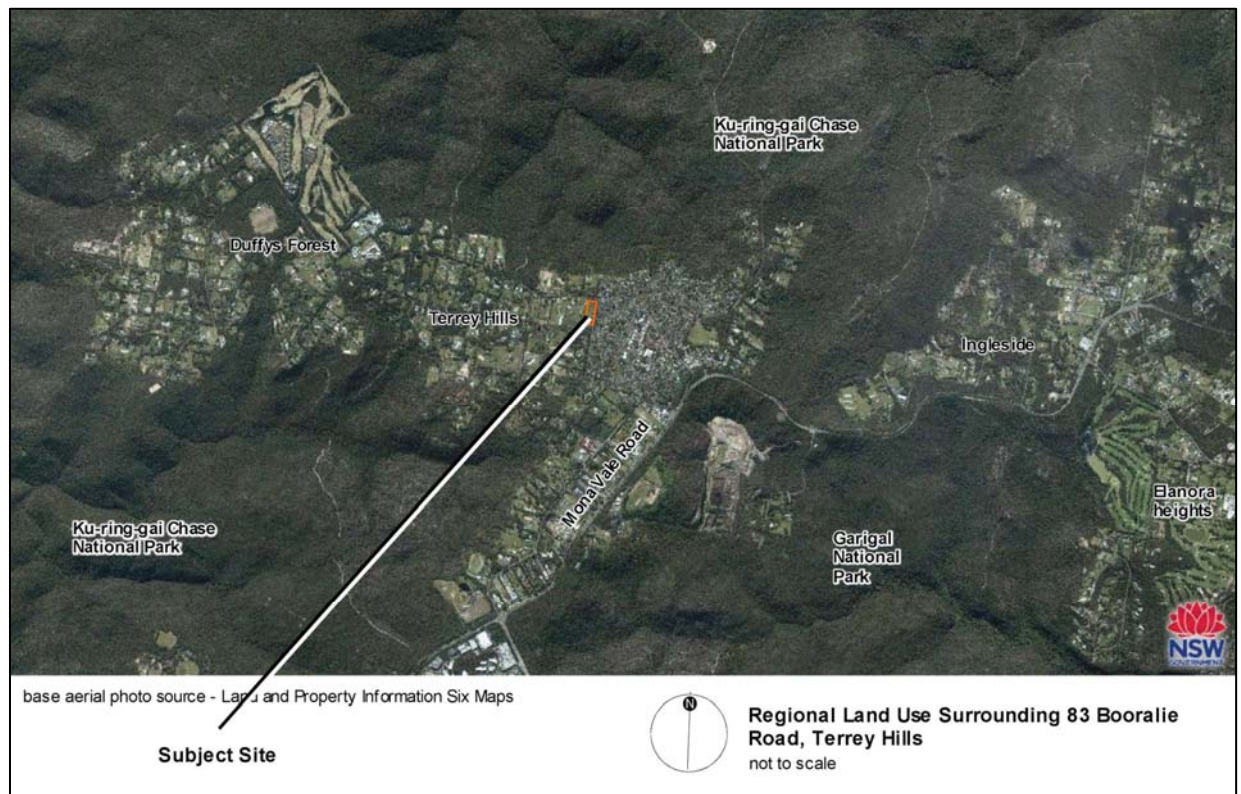 Ku-ring-gai Chase
National Park
Duffys Forest
Terrey Hills
Ingleside
Mona Vale Road
Elanora
heights
Ku-ring-gai Chase
National Park
Garigal
National
Park
NSW
GOVERNMENT
base aerial photo source - Land and Property Information Six Maps
N
Regional Land Use Surrounding 83 Booralie
Road, Terrey Hills
not to scale
Subject Site